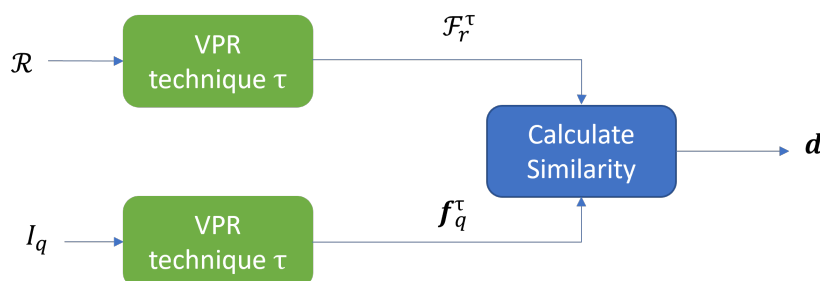 ℛ
VPR
technique τ
ℱ_r^τ
Calculate
Similarity
𝒅
I_q
VPR
technique τ
𝒇_q^τ